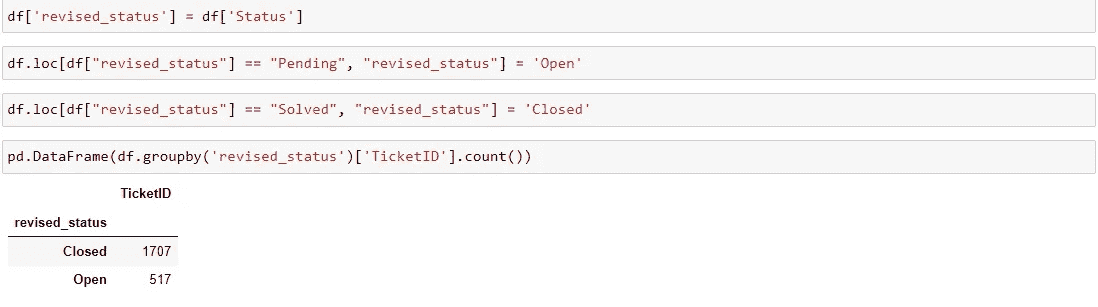 df['revised_status'] = df['Status']
df.loc[df["revised_status"] == "Pending", "revised_status"] = 'Open'
df.loc[df["revised_status"] == "Solved", "revised_status"] = 'Closed'
pd.DataFrame(df.groupby('revised_status')['TicketID'].count())
TicketID
revised_status
Closed 1707
Open 517